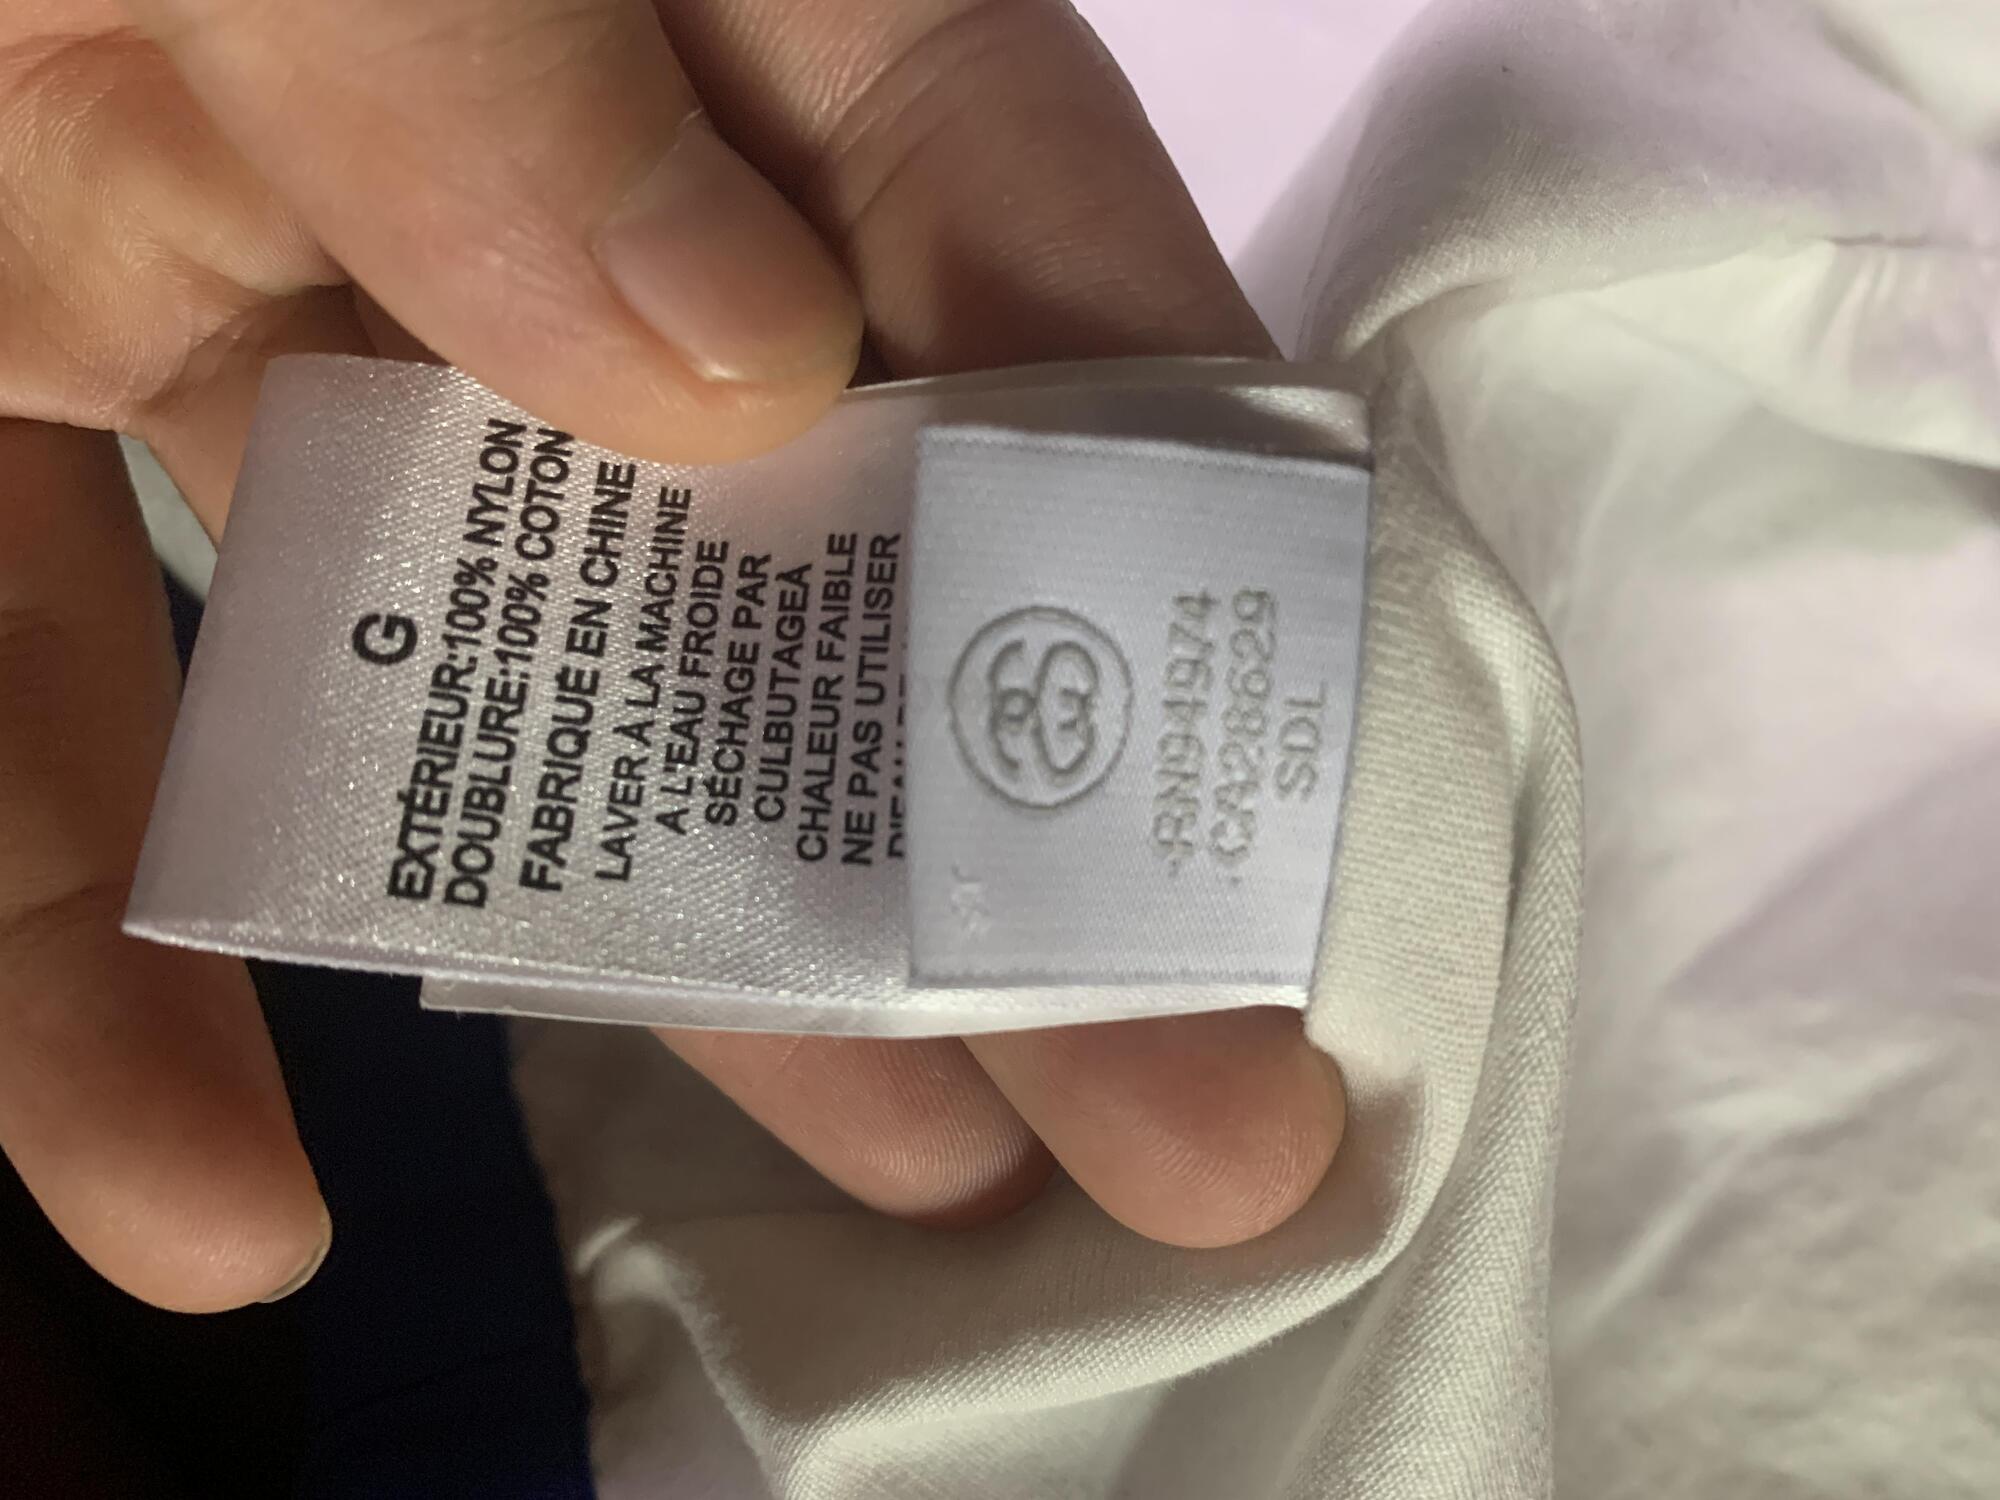 G
EXTÉRIEUR:100% NYLON
DOUBLURE:100% COTON
FABRIQUÉ EN CHINE
LAVER À LA MACHINE
A L'EAU FROIDE
SÉCHAGE PAR
CULBUTAGEÀ
CHALEUR FAIBLE
NE PAS UTILISER
RN94974
CA28629
SDL